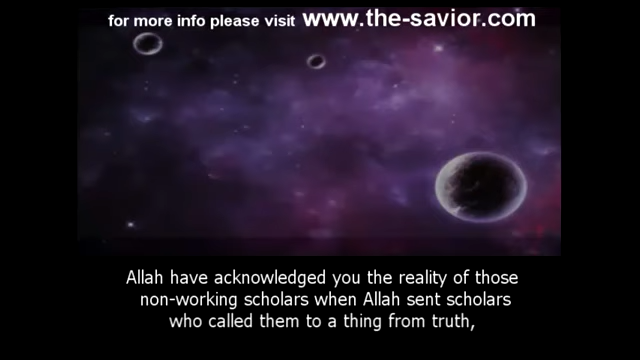 for more info please visit www.the-savior.com
Allah have acknowledged you the reality of those
non-working scholars when Allah sent scholars
who called them to a thing from truth,